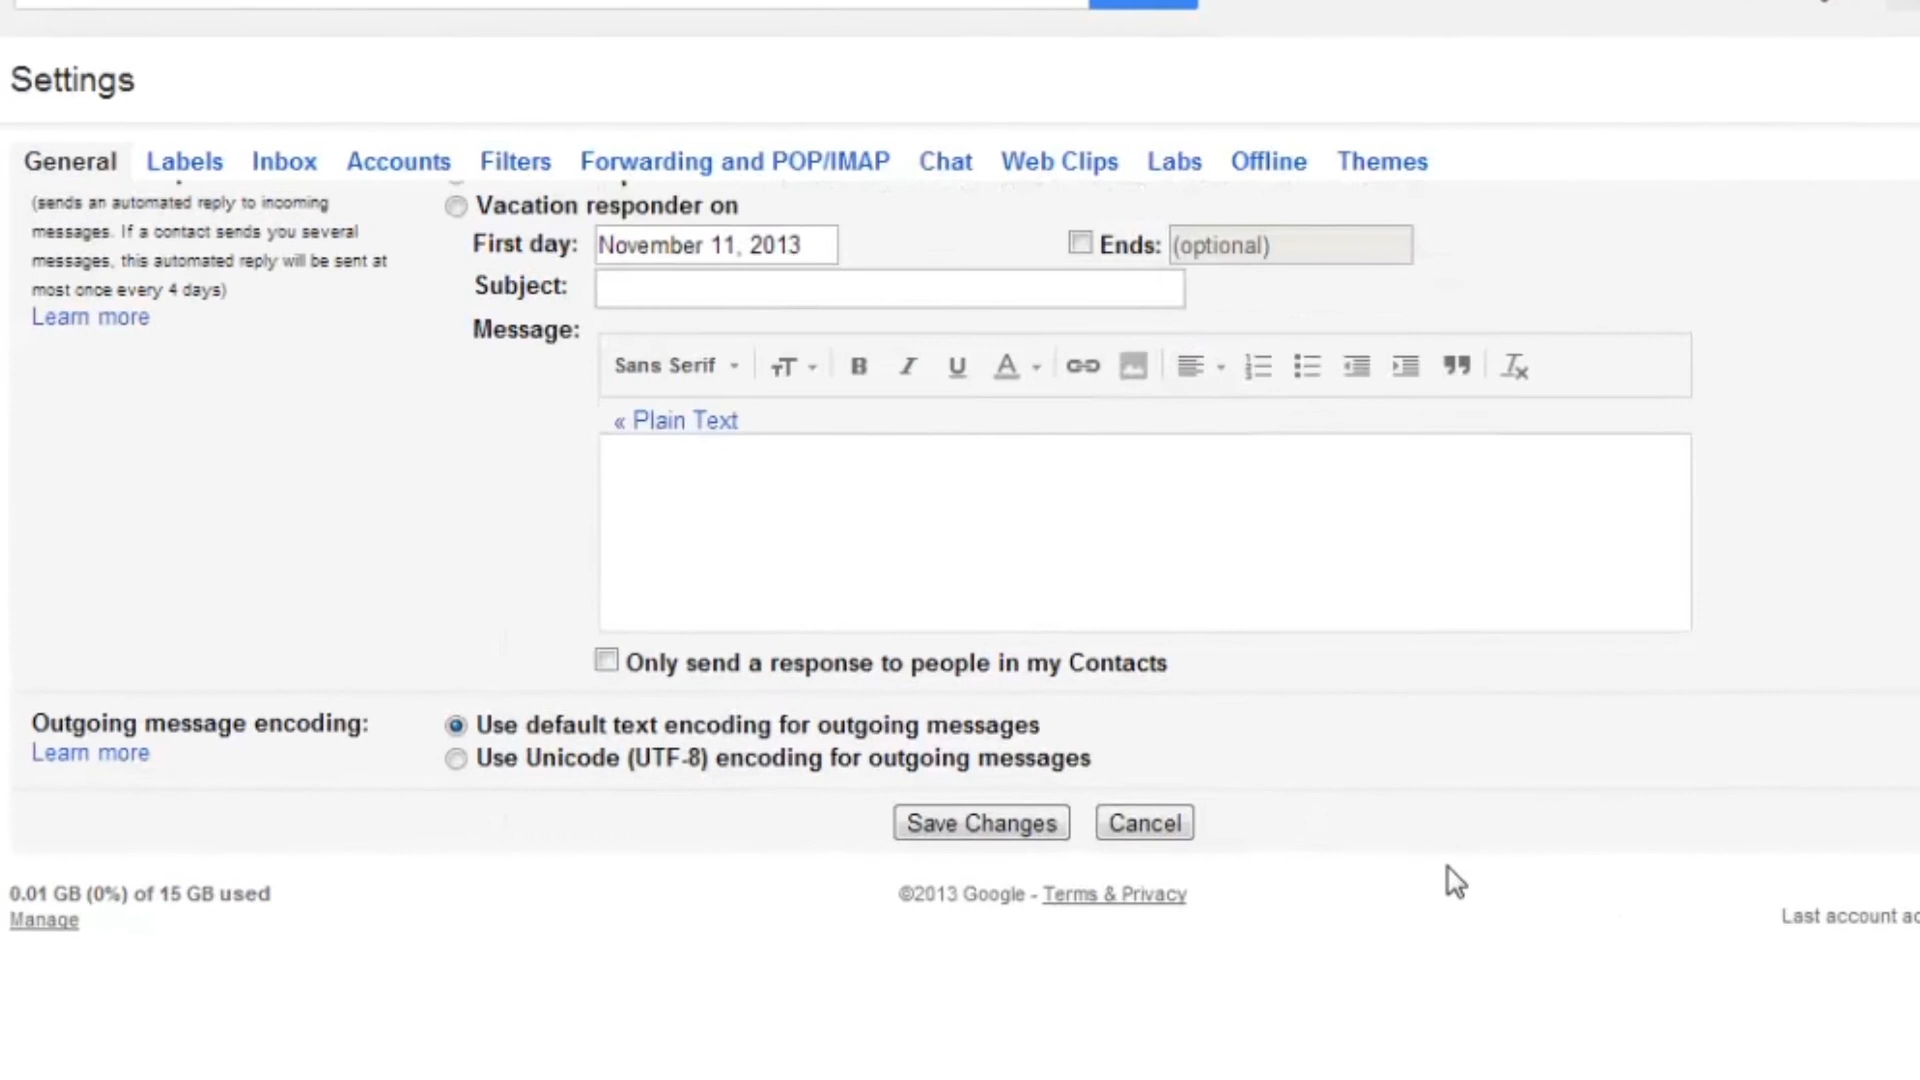 Settings
General Labels Inbox Accounts Filters Forwarding and POP/IMAP Chat Web Clips Labs Offline Themes
(sends an automated reply to incoming
messages. If a contact sends you several
messages, this automated reply will be sent at
most once every 4 days)
Learn more
Vacation responder on
First day: November 11, 2013 Ends: (optional)
Subject:
Message:
Sans Serif
« Plain Text
Only send a response to people in my Contacts
Outgoing message encoding:
Learn more
Use default text encoding for outgoing messages
Use Unicode (UTF-8) encoding for outgoing messages
Save Changes Cancel
0.01 GB (0%) of 15 GB used
Manage
©2013 Google - Terms & Privacy
Last account